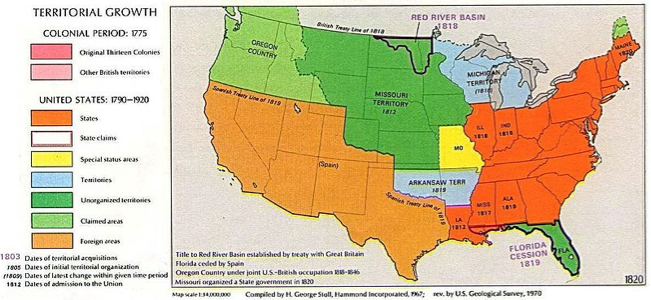 TERRITORIAL GROWTH
COLONIAL PERIOD: 1775
Original Thirteen Colonies
Other British territories
UNITED STATES: 1790–1920
States
State claims
Special status areas
Territories
Unorganized territories
Claimed areas
Foreign areas
1803 Dates of territorial acquisitions
1805 Dates of initial territorial organization
(1809) Dates of latest change within given time period
1812 Dates of admission to the Union
RED RIVER BASIN
1818
British Treaty Line of 1818
OREGON
COUNTRY
MAINE
1820
MICHIGAN
TERRITORY
(1818)
MISSOURI
TERRITORY
1812
Spanish Treaty Line of 1819
ILL
1818
IND
1816
MO
(Spain)
ARKANSAW TERR
1819
Spanish Treaty Line of 1819
MISS
1817
ALA
1819
LA
1812
FLA
FLORIDA
CESSION
1819
Title to Red River Basin established by treaty with Great Britain
Florida ceded by Spain
Oregon Country under joint U.S.–British occupation 1818–1846
Missouri organized a State government in 1820
1820
Map scale 1:34,000,000
Compiled by H. George Stoll, Hammond Incorporated, 1967;
rev. by U.S. Geological Survey, 1970